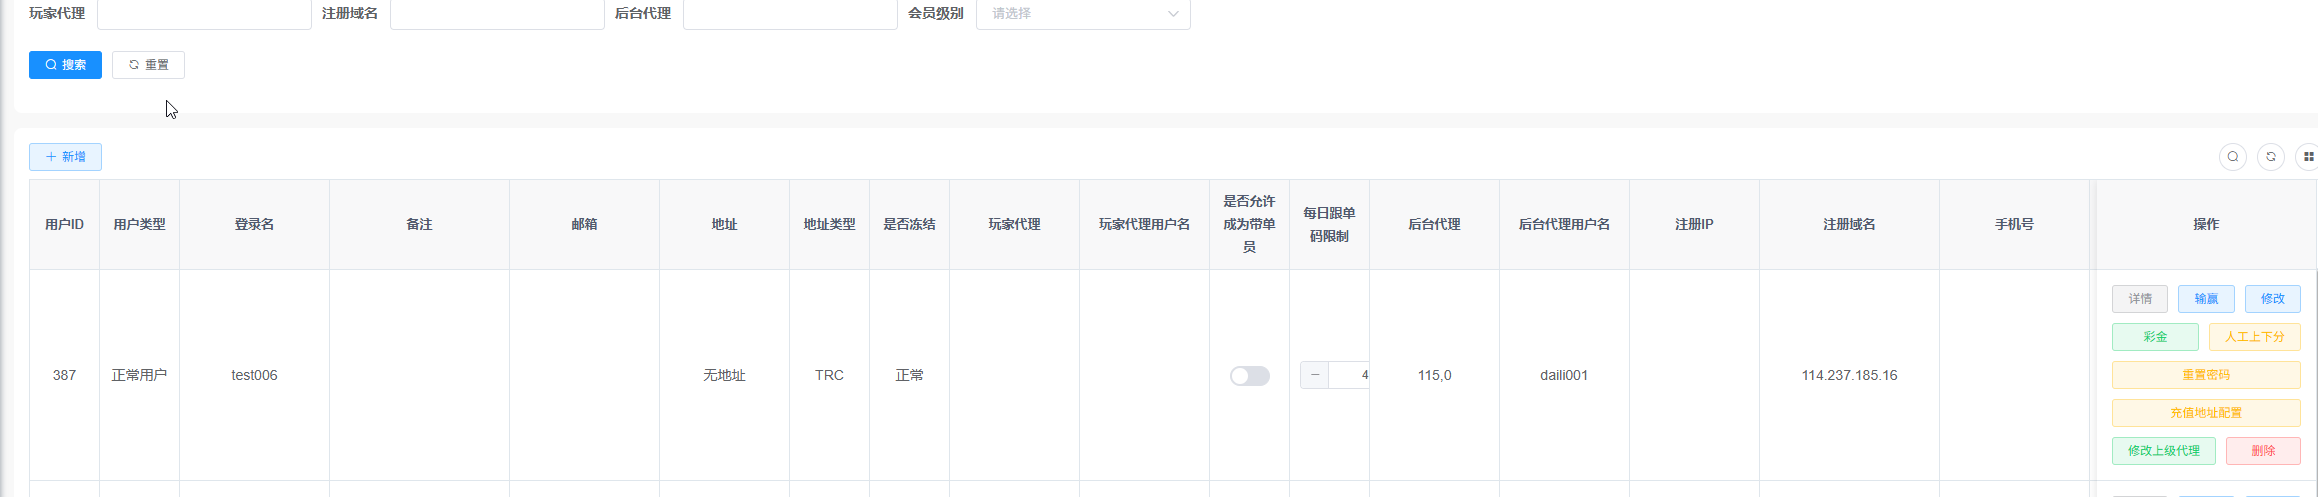 玩家代理 注册域名 后台代理 会员级别 请选择
搜索 重置
新增
用户ID 用户类型 登录名 备注 邮箱 地址 地址类型 是否冻结 玩家代理 玩家代理用户名 是否允许成为带单员 每日跟单码限制 后台代理 后台代理用户名 注册IP 注册域名 手机号 操作
387 正常用户 test006 无地址 TRC 正常 4 115,0 daili001 114.237.185.16
详情 输赢 修改
彩金 人工上下分
重置密码
充值地址配置
修改上级代理 删除